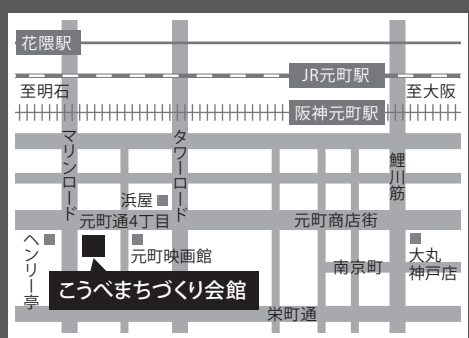 花隈駅
JR元町駅
至明石
至大阪
阪神元町駅
マリンロード
タワーロード
鯉川筋
浜屋
元町通4丁目
元町商店街
ヘンリー亭
元町映画館
南京町
大丸
神戸店
こうべまちづくり会館
栄町通